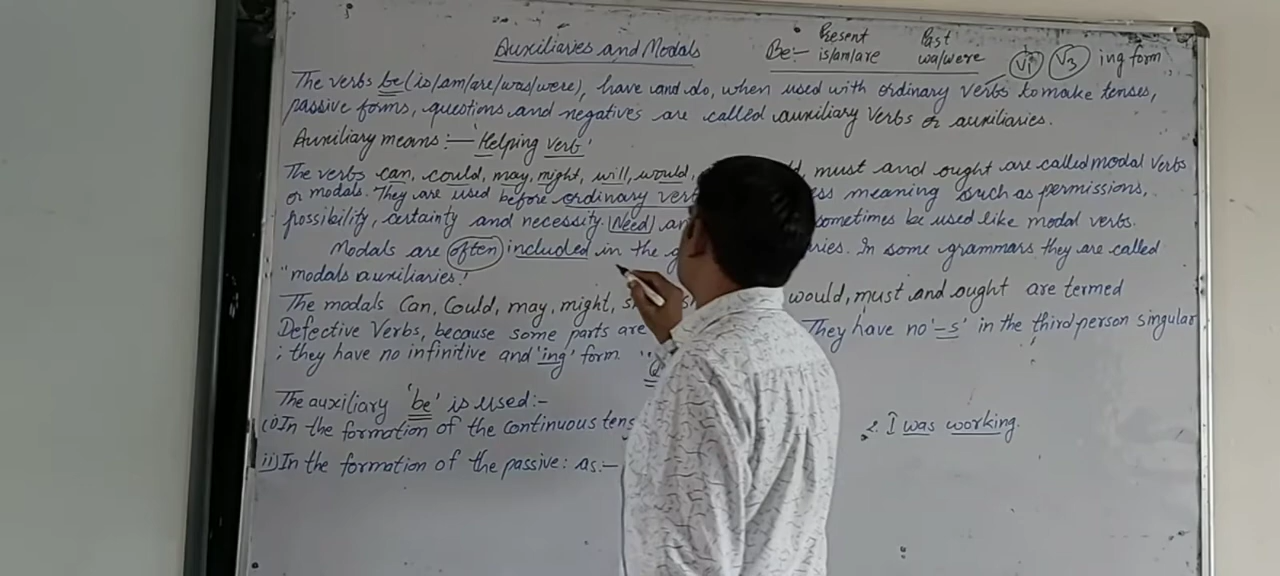 Auxiliaries and Modals
Present Past
Be:- is/am/are wa/were V1 V3 ing form
The verbs be (is/am/are/was/were), have and do, when used with ordinary verbs to make tenses,
passive forms, questions and negatives are called auxiliary Verbs or auxiliaries.
Auxiliary means:— 'Helping verb'
The verbs can, could, may, might, will, would, must and ought are called modal verbs
or modals. They are used before ordinary meaning such as permissions,
possibility, certainty and necessity. Need sometimes be used like modal verbs.
Modals are often included in the In some grammars they are called
"modals auxiliaries."
The modals Can, Could, may, might, would, must and ought are termed
Defective Verbs, because some parts are They have no '-s' in the third person singular
; they have no infinitive and 'ing' form
The auxiliary 'be' is used:-
(i) In the formation of the continuous 2. I was working.
ii) In the formation of the passive: as:-